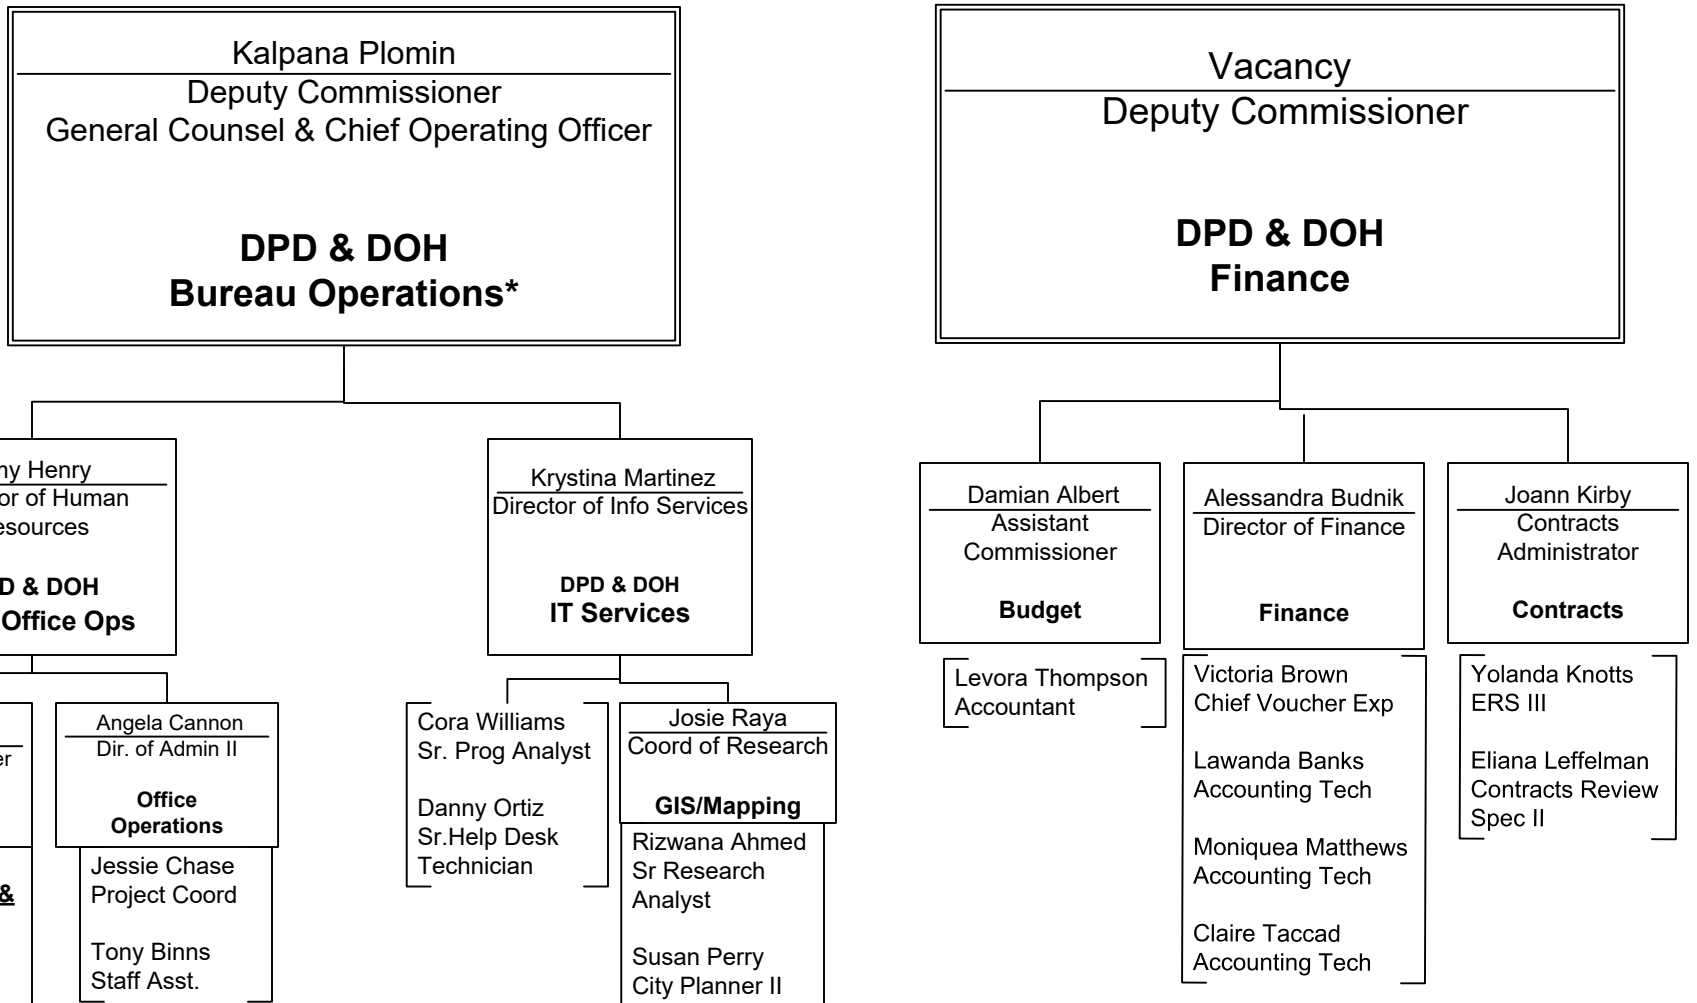 Kalpana Plomin
Deputy Commissioner
General Counsel & Chief Operating Officer
DPD & DOH
Bureau Operations*
Vacancy
Deputy Commissioner
DPD & DOH
Finance
Henry
of Human
& DOH
Office Ops
Angela Cannon
Dir. of Admin II
Office
Operations
Jessie Chase
Project Coord
Tony Binns
Staff Asst.
&
Krystina Martinez
Director of Info Services
DPD & DOH
IT Services
Cora Williams
Sr. Prog Analyst
Danny Ortiz
Sr.Help Desk
Technician
Josie Raya
Coord of Research
GIS/Mapping
Rizwana Ahmed
Sr Research
Analyst
Susan Perry
City Planner II
Damian Albert
Assistant
Commissioner
Budget
Levora Thompson
Accountant
Alessandra Budnik
Director of Finance
Finance
Victoria Brown
Chief Voucher Exp
Lawanda Banks
Accounting Tech
Moniquea Matthews
Accounting Tech
Claire Taccad
Accounting Tech
Joann Kirby
Contracts
Administrator
Contracts
Yolanda Knotts
ERS III
Eliana Leffelman
Contracts Review
Spec II